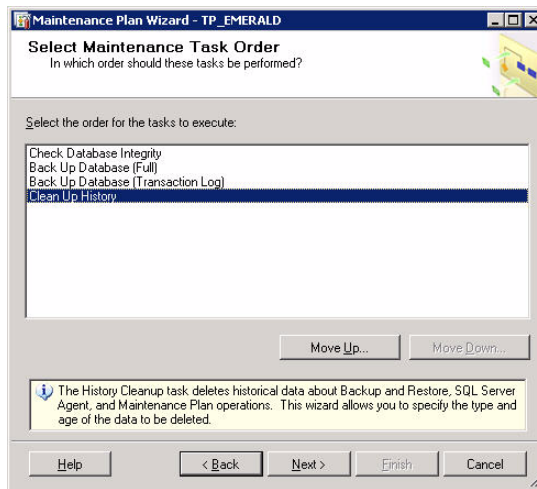 Maintenance Plan Wizard - TP_EMERALD
Select Maintenance Task Order
In which order should these tasks be performed?
Select the order for the tasks to execute:
Check Database Integrity
Back Up Database (Full)
Back Up Database (Transaction Log)
Clean Up History
Move Up... Move Down...
The History Cleanup task deletes historical data about Backup and Restore, SQL Server
Agent, and Maintenance Plan operations. This wizard allows you to specify the type and
age of the data to be deleted.
Help < Back Next > Finish Cancel